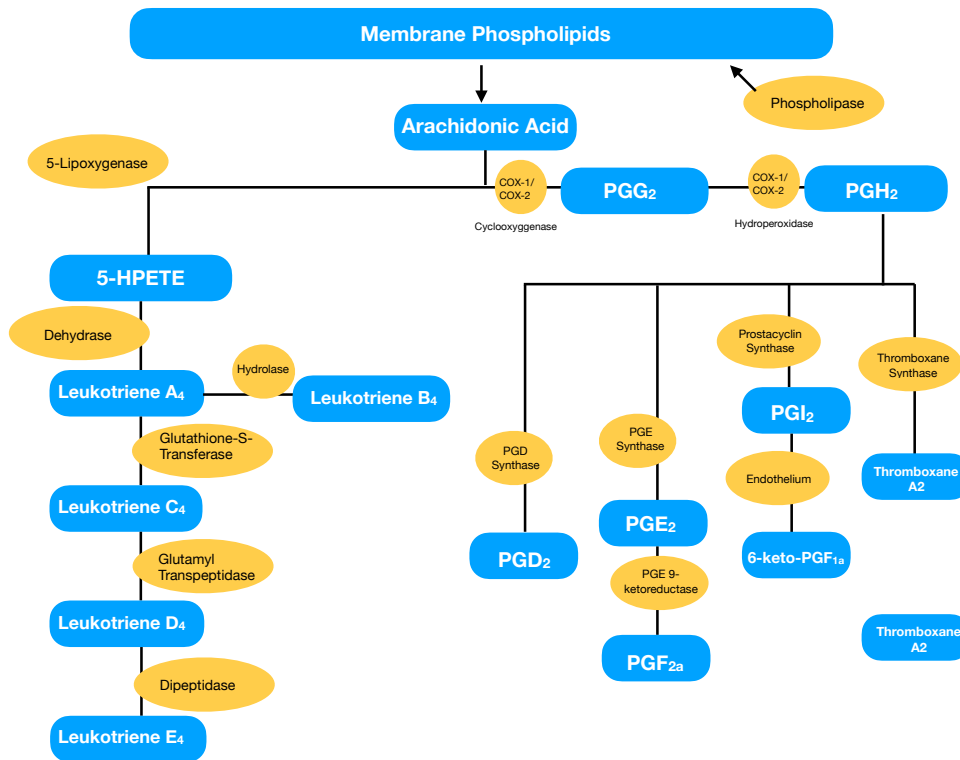 Membrane Phospholipids
Phospholipase
Arachidonic Acid
5-Lipoxygenase
COX-1/
COX-2
Cyclooxyggenase
PGG₂
COX-1/
COX-2
Hydroperoxidase
PGH₂
5-HPETE
Dehydrase
Leukotriene A₄
Hydrolase
Leukotriene B₄
Glutathione-S-
Transferase
Leukotriene C₄
Glutamyl
Transpeptidase
Leukotriene D₄
Dipeptidase
Leukotriene E₄
PGD
Synthase
PGD₂
PGE
Synthase
PGE₂
PGE 9-
ketoreductase
PGF₂a
Prostacyclin
Synthase
PGI₂
Endothelium
6-keto-PGF₁a
Thromboxane
Synthase
Thromboxane
A2
Thromboxane
A2